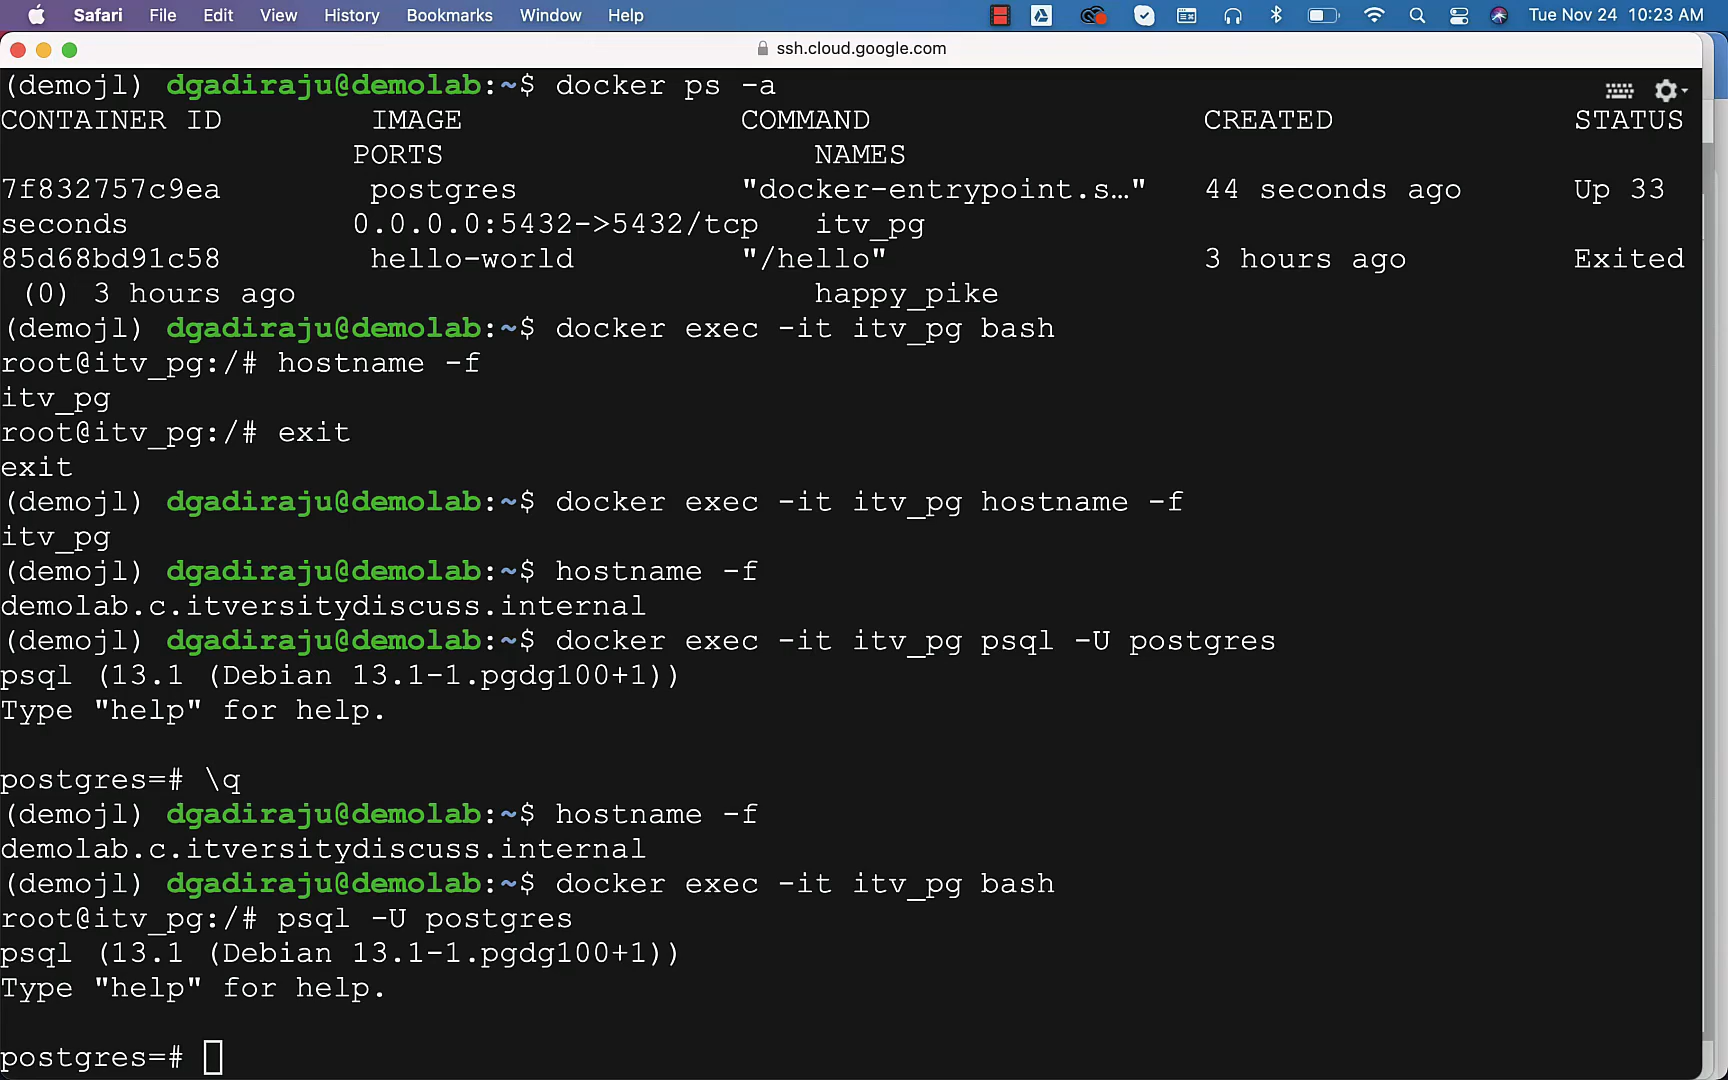 Safari File Edit View History Bookmarks Window Help Tue Nov 24 10:23 AM
ssh.cloud.google.com
(demojl) dgadiraju@demolab:~$ docker ps -a
CONTAINER ID IMAGE COMMAND CREATED STATUS
PORTS NAMES
7f832757c9ea postgres "docker-entrypoint.s…" 44 seconds ago Up 33
seconds 0.0.0.0:5432->5432/tcp itv_pg
85d68bd91c58 hello-world "/hello" 3 hours ago Exited
(0) 3 hours ago happy_pike
(demojl) dgadiraju@demolab:~$ docker exec -it itv_pg bash
root@itv_pg:/# hostname -f
itv_pg
root@itv_pg:/# exit
exit
(demojl) dgadiraju@demolab:~$ docker exec -it itv_pg hostname -f
itv_pg
(demojl) dgadiraju@demolab:~$ hostname -f
demolab.c.itversitydiscuss.internal
(demojl) dgadiraju@demolab:~$ docker exec -it itv_pg psql -U postgres
psql (13.1 (Debian 13.1-1.pgdg100+1))
Type "help" for help.
postgres=# \q
(demojl) dgadiraju@demolab:~$ hostname -f
demolab.c.itversitydiscuss.internal
(demojl) dgadiraju@demolab:~$ docker exec -it itv_pg bash
root@itv_pg:/# psql -U postgres
psql (13.1 (Debian 13.1-1.pgdg100+1))
Type "help" for help.
postgres=#